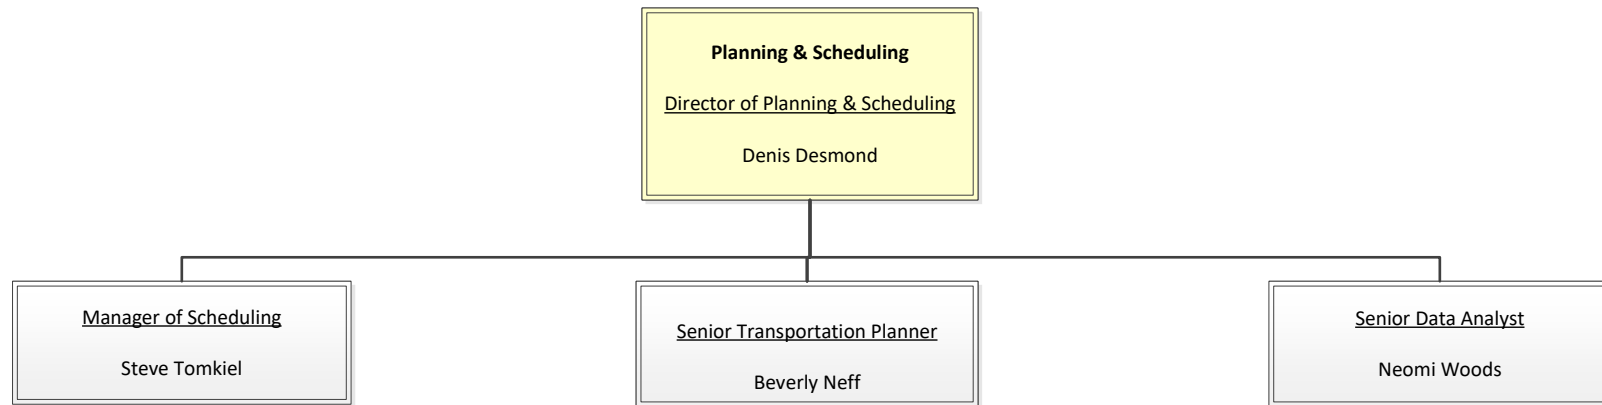 Planning & Scheduling
Director of Planning & Scheduling
Denis Desmond
Manager of Scheduling
Steve Tomkiel
Senior Transportation Planner
Beverly Neff
Senior Data Analyst
Neomi Woods